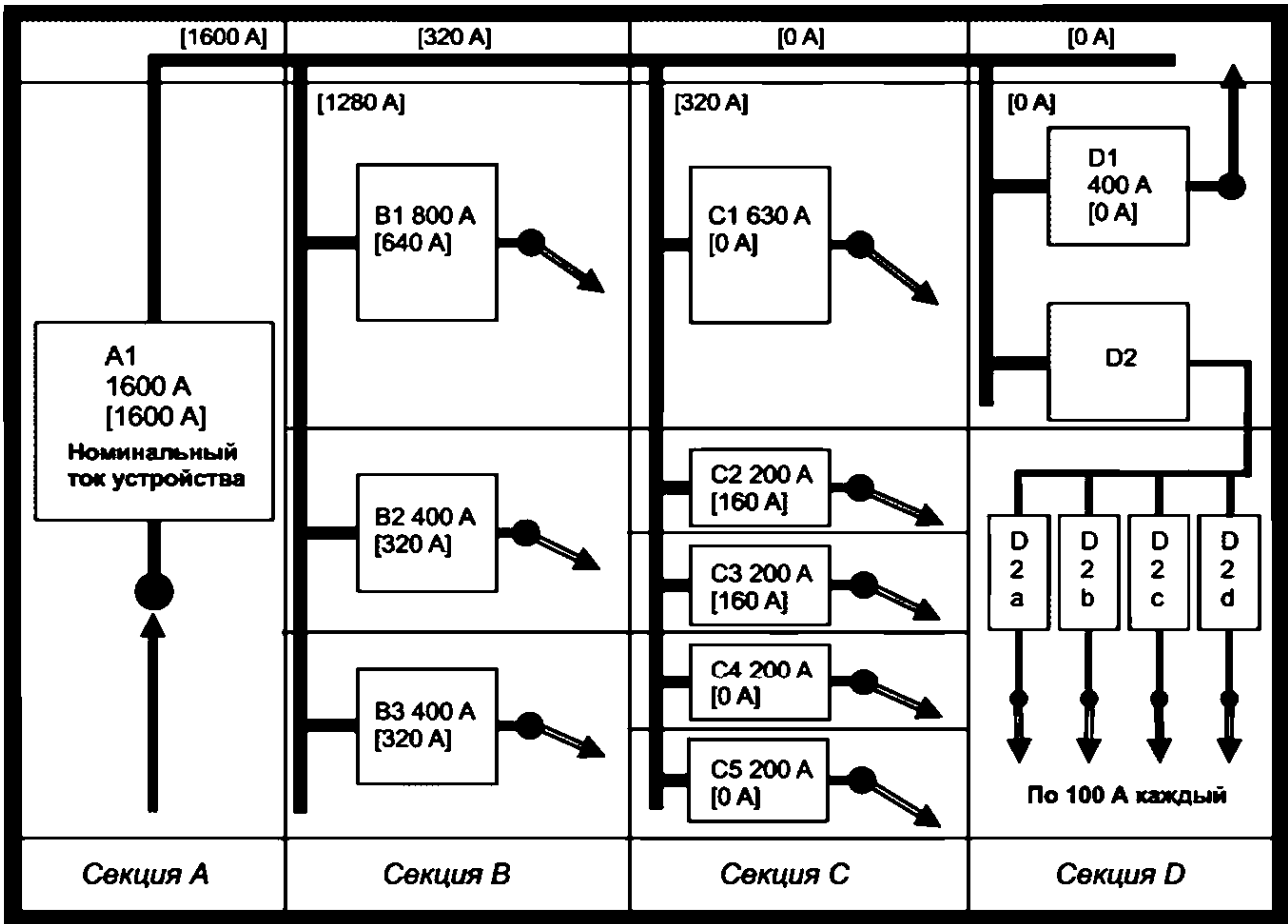 [1600 A]
[320 A]
[0 A]
[0 A]
[1280 A]
[320 A]
[0 A]
A1
1600 A
[1600 A]
Номинальный
ток устройства
B1 800 A
[640 A]
B2 400 A
[320 A]
B3 400 A
[320 A]
C1 630 A
[0 A]
C2 200 A
[160 A]
C3 200 A
[160 A]
C4 200 A
[0 A]
C5 200 A
[0 A]
D1
400 A
[0 A]
D2
D
2
a
D
2
b
D
2
c
D
2
d
По 100 А каждый
Секция A
Секция B
Секция C
Секция D